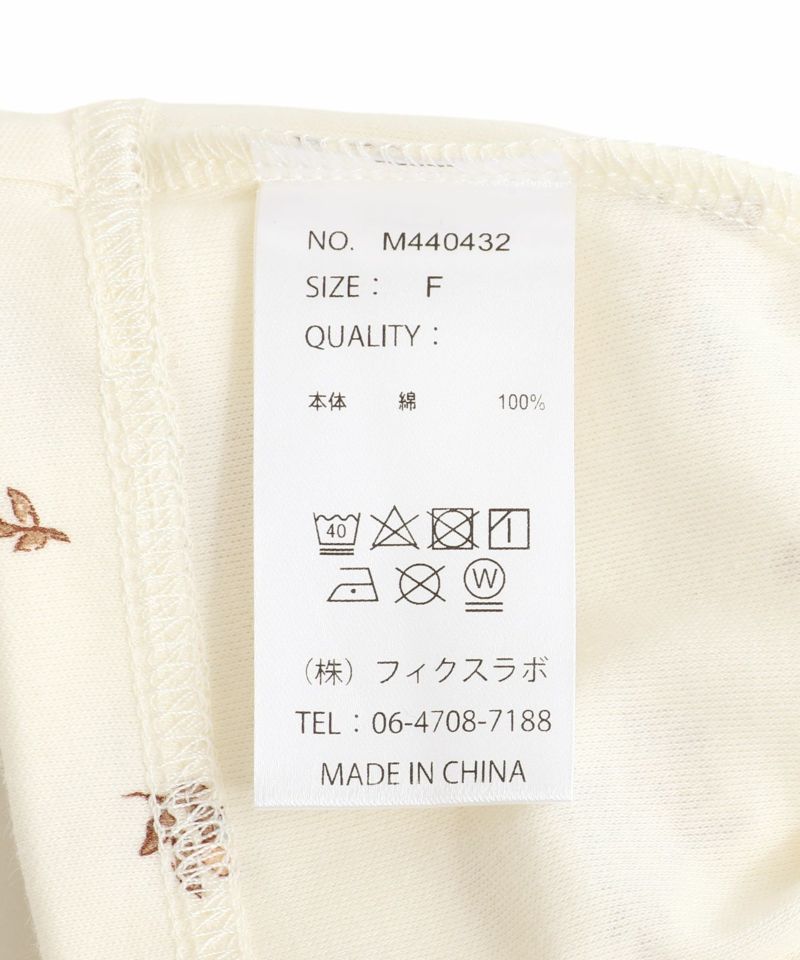 NO. M440432
SIZE： F
QUALITY：
本体 綿 100%
40
W
（株）フィクスラボ
TEL：06-4708-7188
MADE IN CHINA